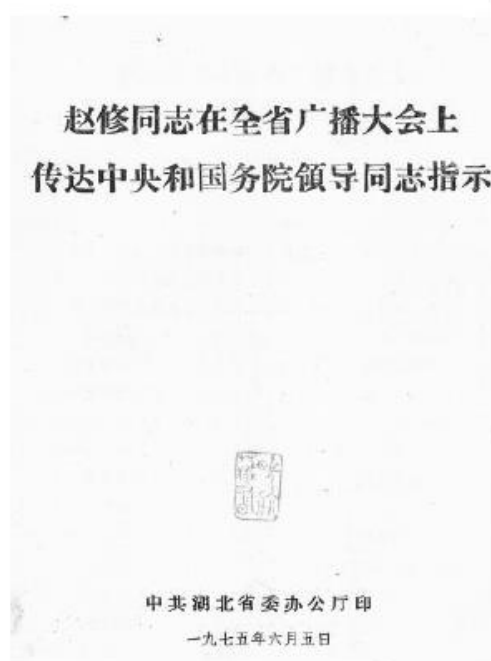 赵修同志在全省广播大会上
传达中央和国务院领导同志指示
中共湖北省委办公厅印
一九七五年六月五日